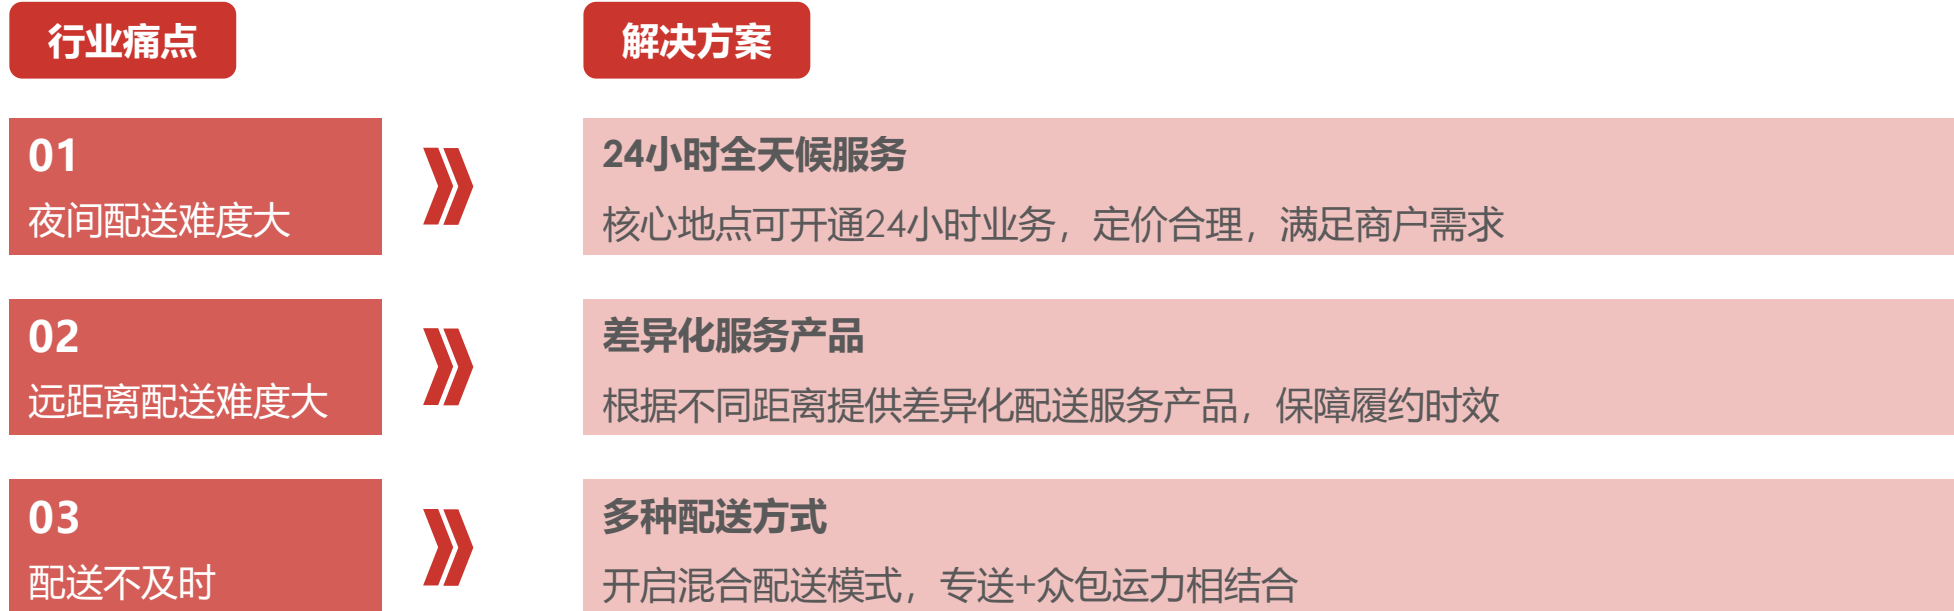 行业痛点
解决方案
01
夜间配送难度大
24小时全天候服务
核心地点可开通24小时业务，定价合理，满足商户需求
02
远距离配送难度大
差异化服务产品
根据不同距离提供差异化配送服务产品，保障履约时效
03
配送不及时
多种配送方式
开启混合配送模式，专送+众包运力相结合